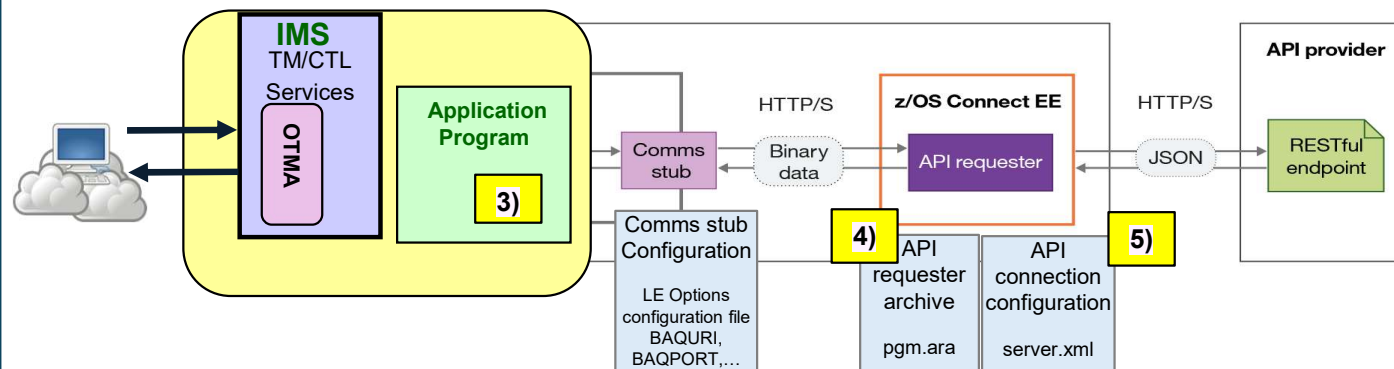 IMS
TM/CTL
Services
OTMA
Application
Program
3)
Comms
stub
HTTP/S
Binary
data
z/OS Connect EE
API requester
HTTP/S
JSON
API provider
RESTful
endpoint
Comms stub
Configuration
LE Options
configuration file
BAQURI,
BAQPORT,...
4)
API
requester
archive
pgm.ara
5)
API
connection
configuration
server.xml